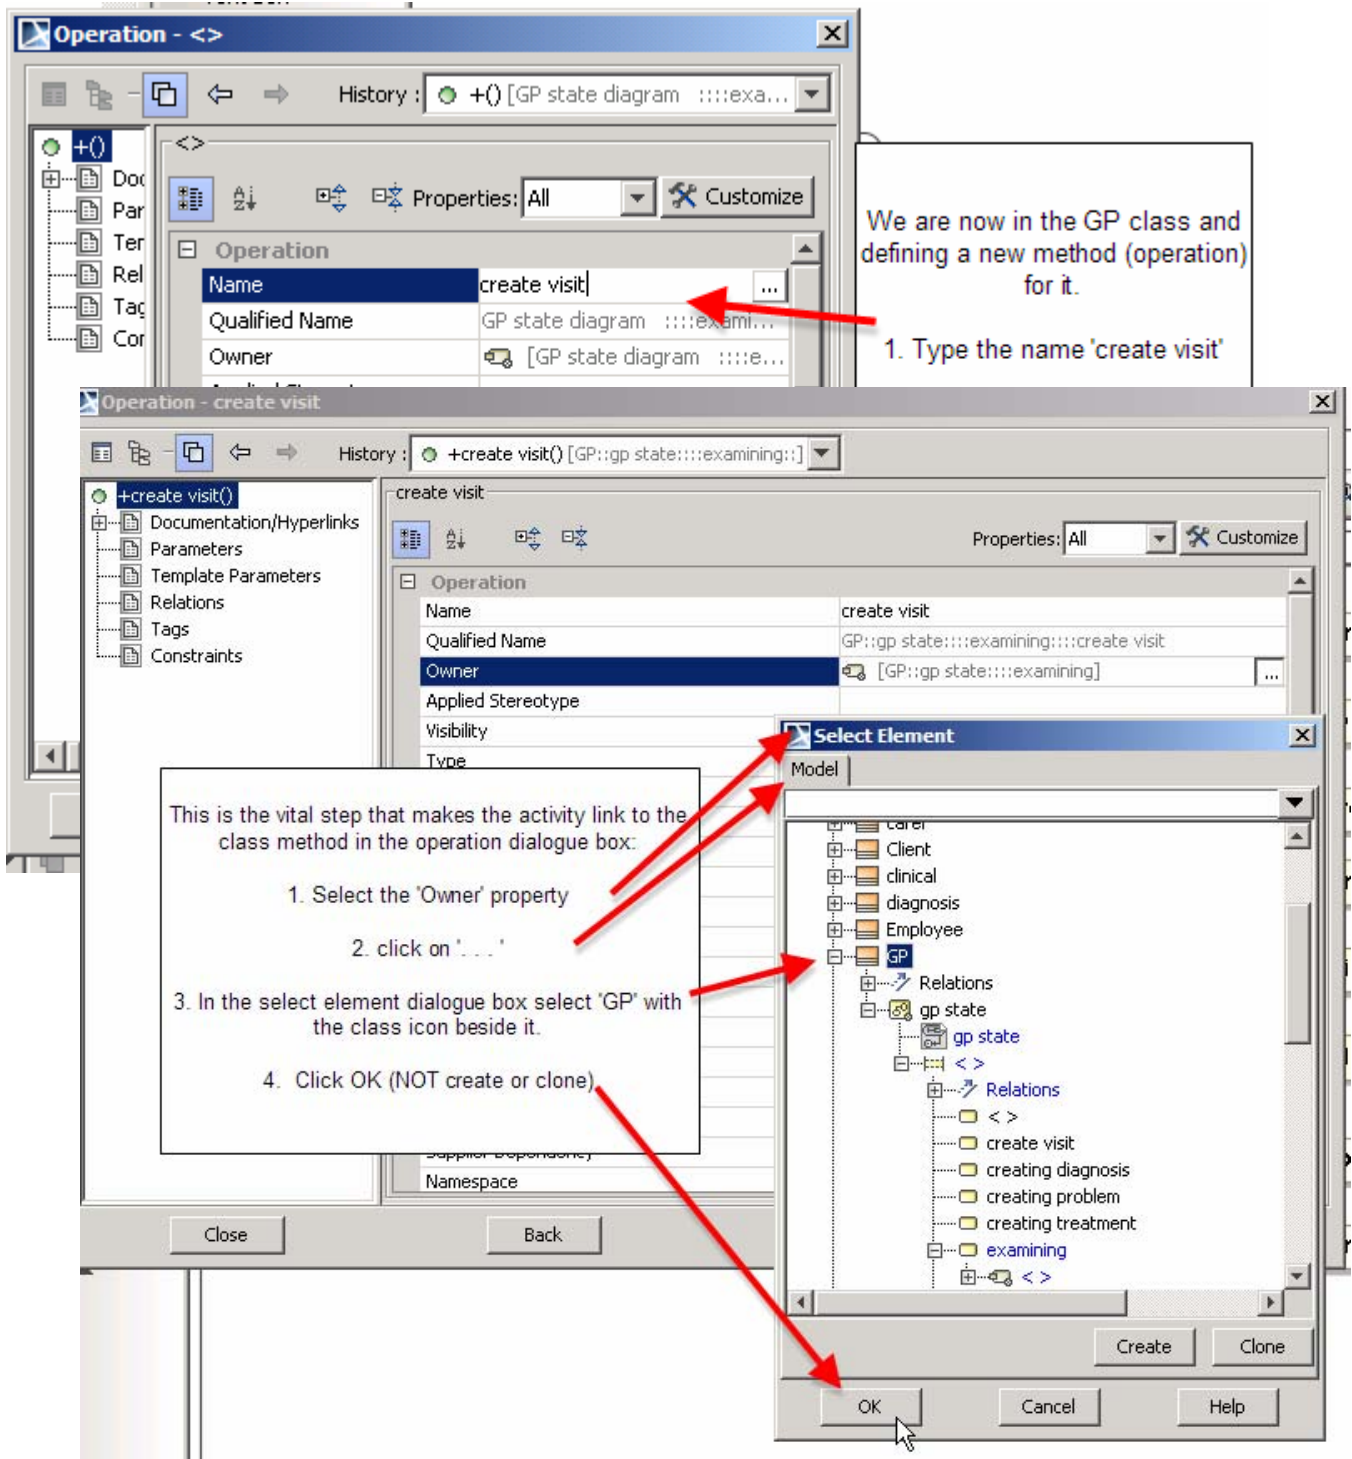 Operation - <>
History :
+() [GP state diagram ::::exa...
+()
<>
Properties: All
Customize
Operation
Name
create visit
...
Qualified Name
GP state diagram ::::exami...
Owner
[GP state diagram ::::e...
We are now in the GP class and
defining a new method (operation)
for it.
1. Type the name 'create visit'
Operation - create visit
History :
+create visit() [GP::gp state::::examining::]
+create visit()
Documentation/Hyperlinks
Parameters
Template Parameters
Relations
Tags
Constraints
create visit
Properties: All
Customize
Operation
Name
create visit
Qualified Name
GP::gp state::::examining::::create visit
Owner
[GP::gp state::::examining]
...
Applied Stereotype
Visibility
Type
Namespace
Close
Back
This is the vital step that makes the activity link to the
class method in the operation dialogue box:
1. Select the 'Owner' property
2. click on '. . . '
3. In the select element dialogue box select 'GP' with
the class icon beside it.
4. Click OK (NOT create or clone)
Select Element
Model
carer
Client
clinical
diagnosis
Employee
GP
Relations
gp state
gp state
< >
Relations
< >
create visit
creating diagnosis
creating problem
creating treatment
examining
< >
Create
Clone
OK
Cancel
Help